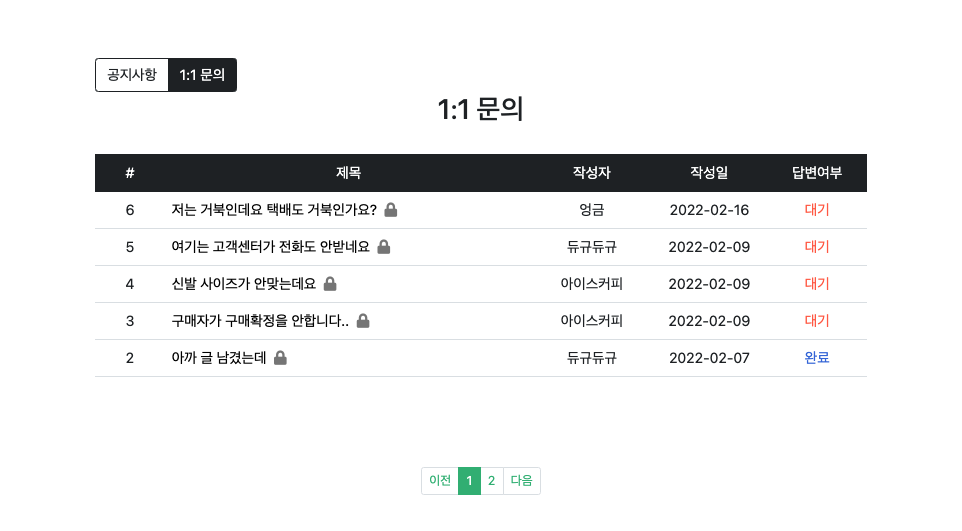 공지사항 1:1 문의
1:1 문의
# 제목 작성자 작성일 답변여부
6 저는 거북인데요 택배도 거북인가요? 엉금 2022-02-16 대기
5 여기는 고객센터가 전화도 안받네요 듀규듀규 2022-02-09 대기
4 신발 사이즈가 안맞는데요 아이스커피 2022-02-09 대기
3 구매자가 구매확정을 안합니다.. 아이스커피 2022-02-09 대기
2 아까 글 남겼는데 듀규듀규 2022-02-07 완료
이전 1 2 다음